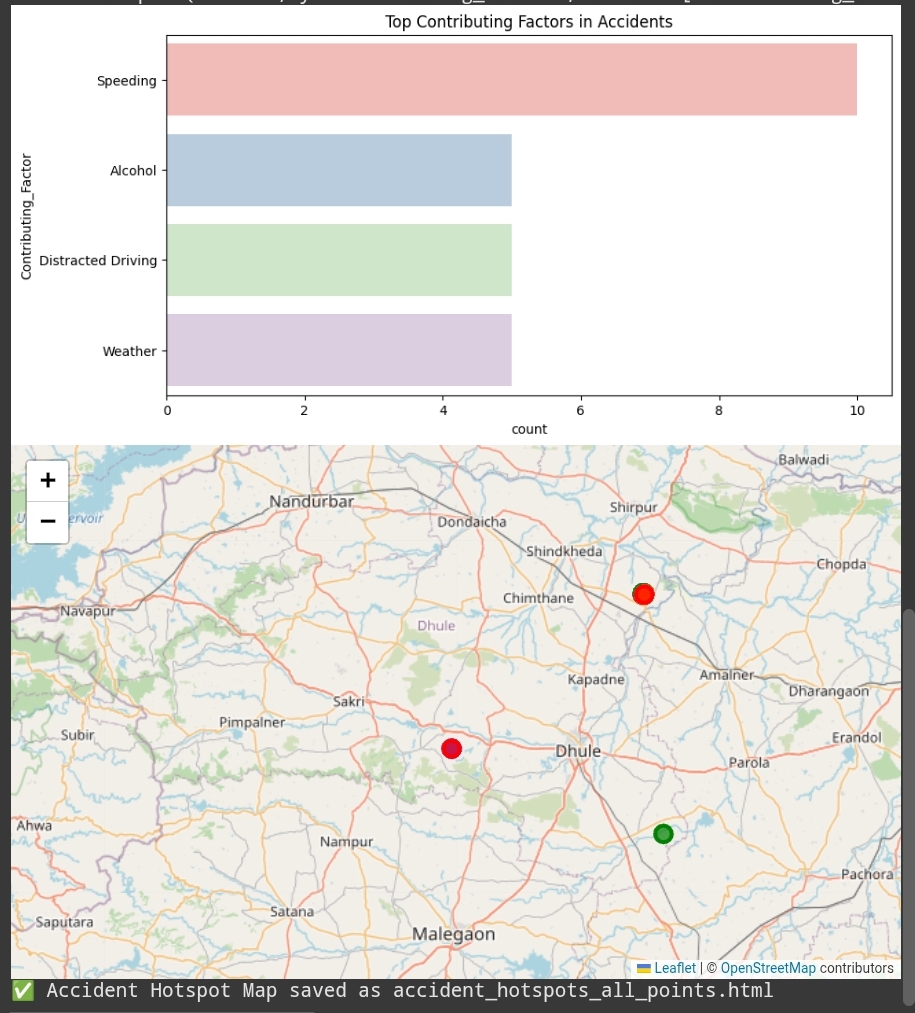 Top Contributing Factors in Accidents
Contributing_Factor
Speeding
Alcohol
Distracted Driving
Weather
0 2 4 6 8 10
count
+
−
Balwadi
Nandurbar
Shirpur
Dondaicha
Shindkheda
Chopda
Chimthane
Navapur
Dhule
Kapadne
Amalner
Dharangaon
Sakri
Pimpalner
Subir
Erandol
Dhule
Parola
Ahwa
Nampur
Pachora
Satana
Saputara
Malegaon
Leaflet | © OpenStreetMap contributors
✅ Accident Hotspot Map saved as accident_hotspots_all_points.html